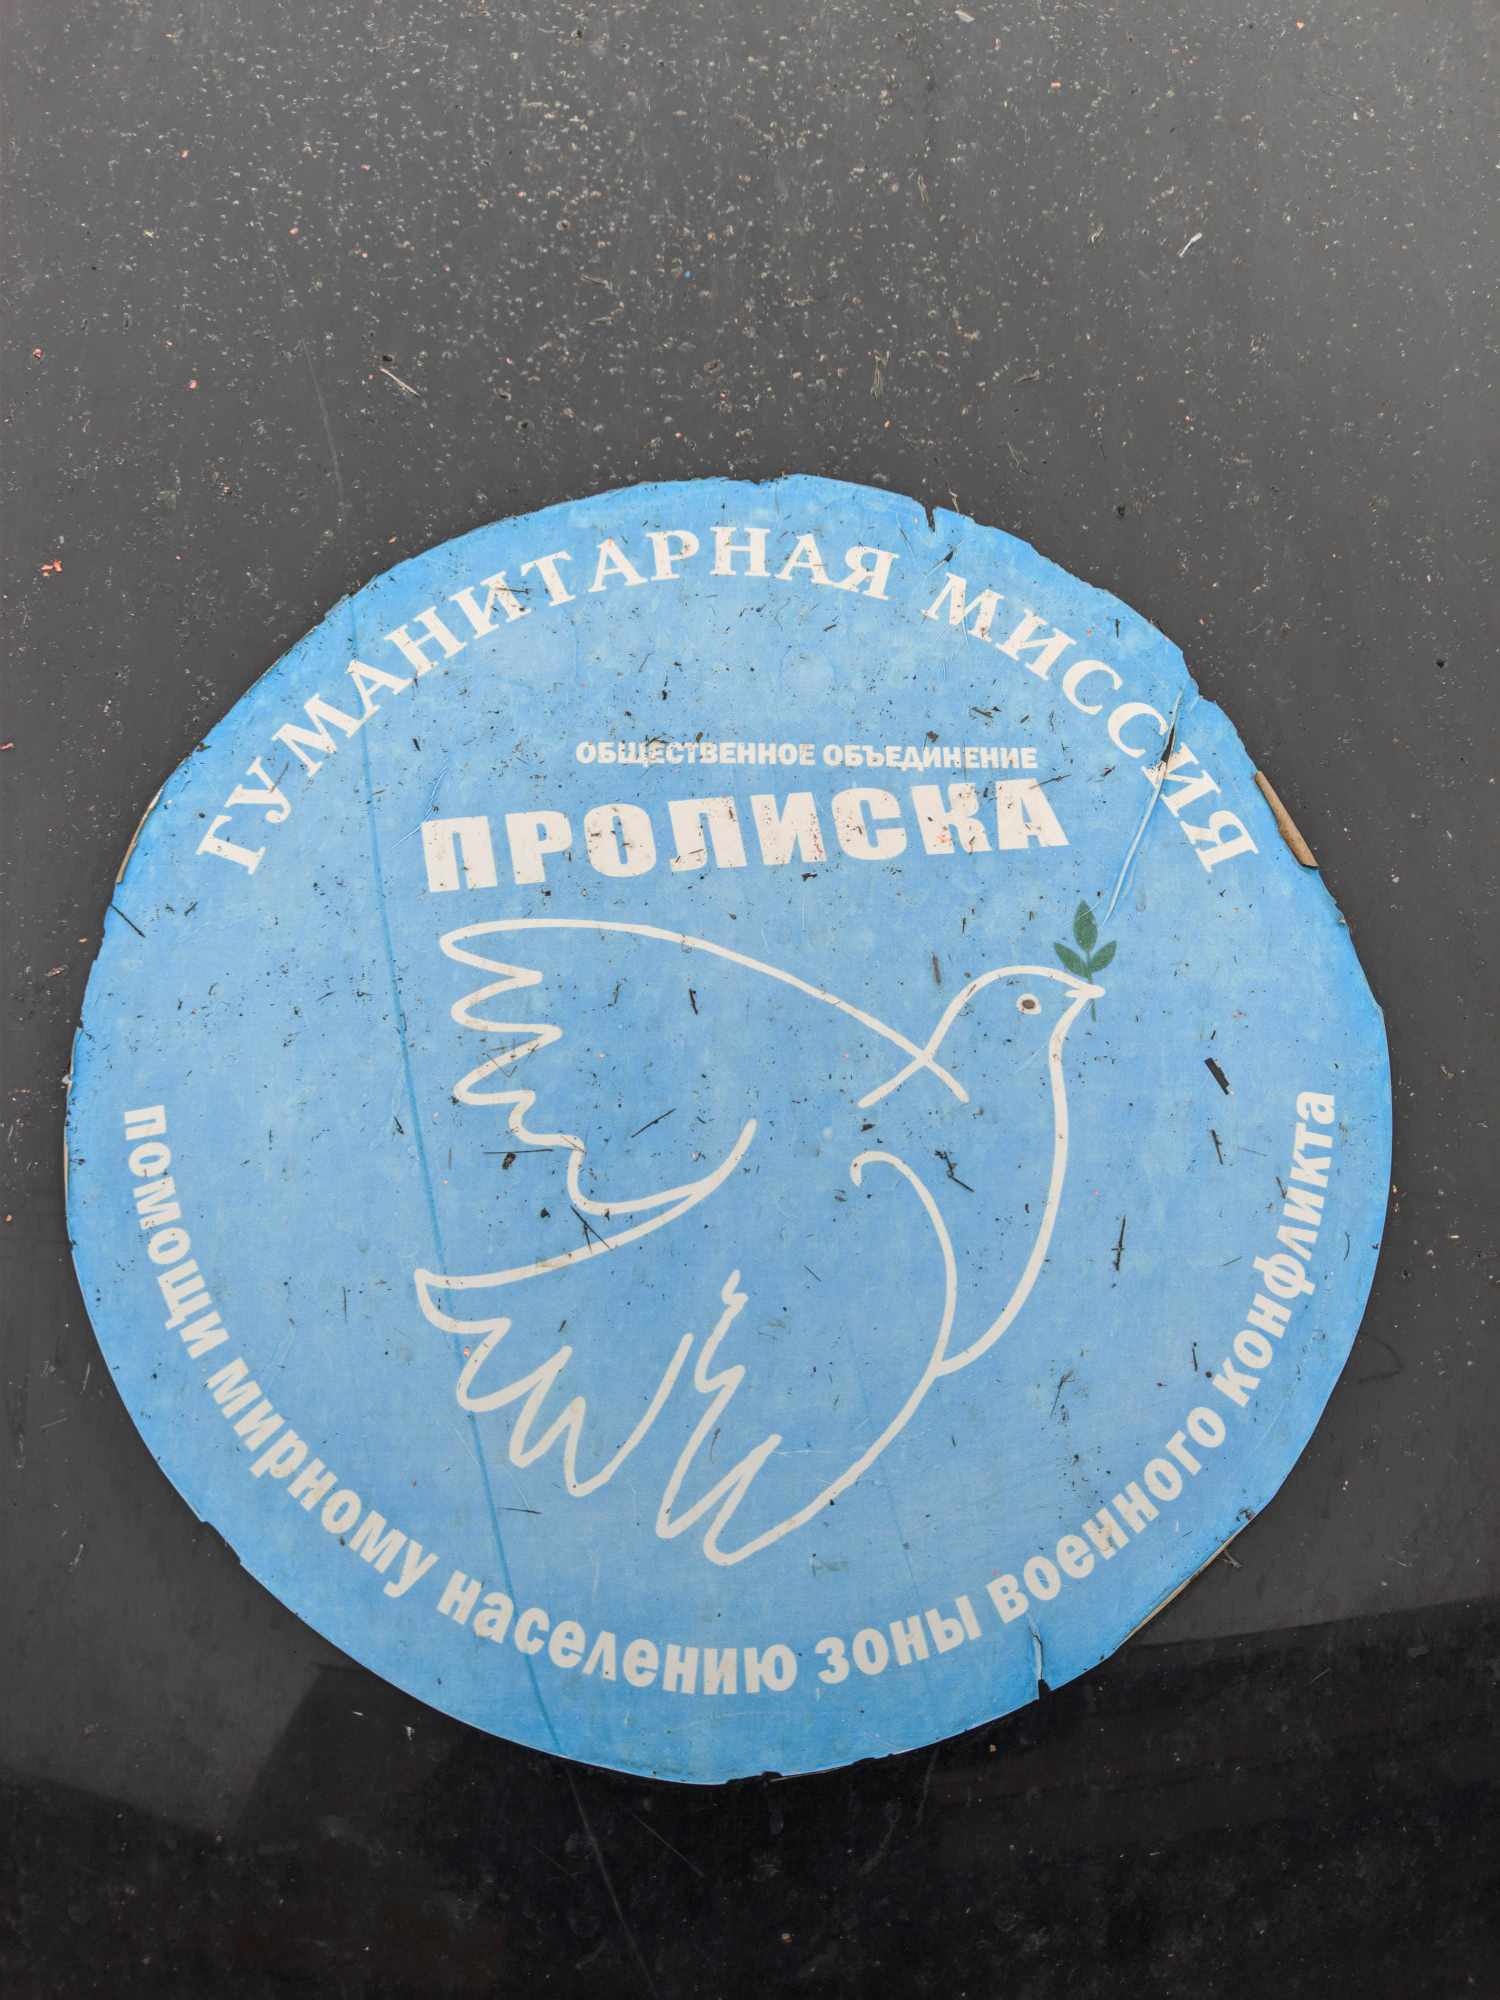 ГУМАНИТАРНАЯ МИССИЯ
ОБЩЕСТВЕННОЕ ОБЪЕДИНЕНИЕ
ПРОЛИСКА
помощи мирному населению зоны военного конфликта